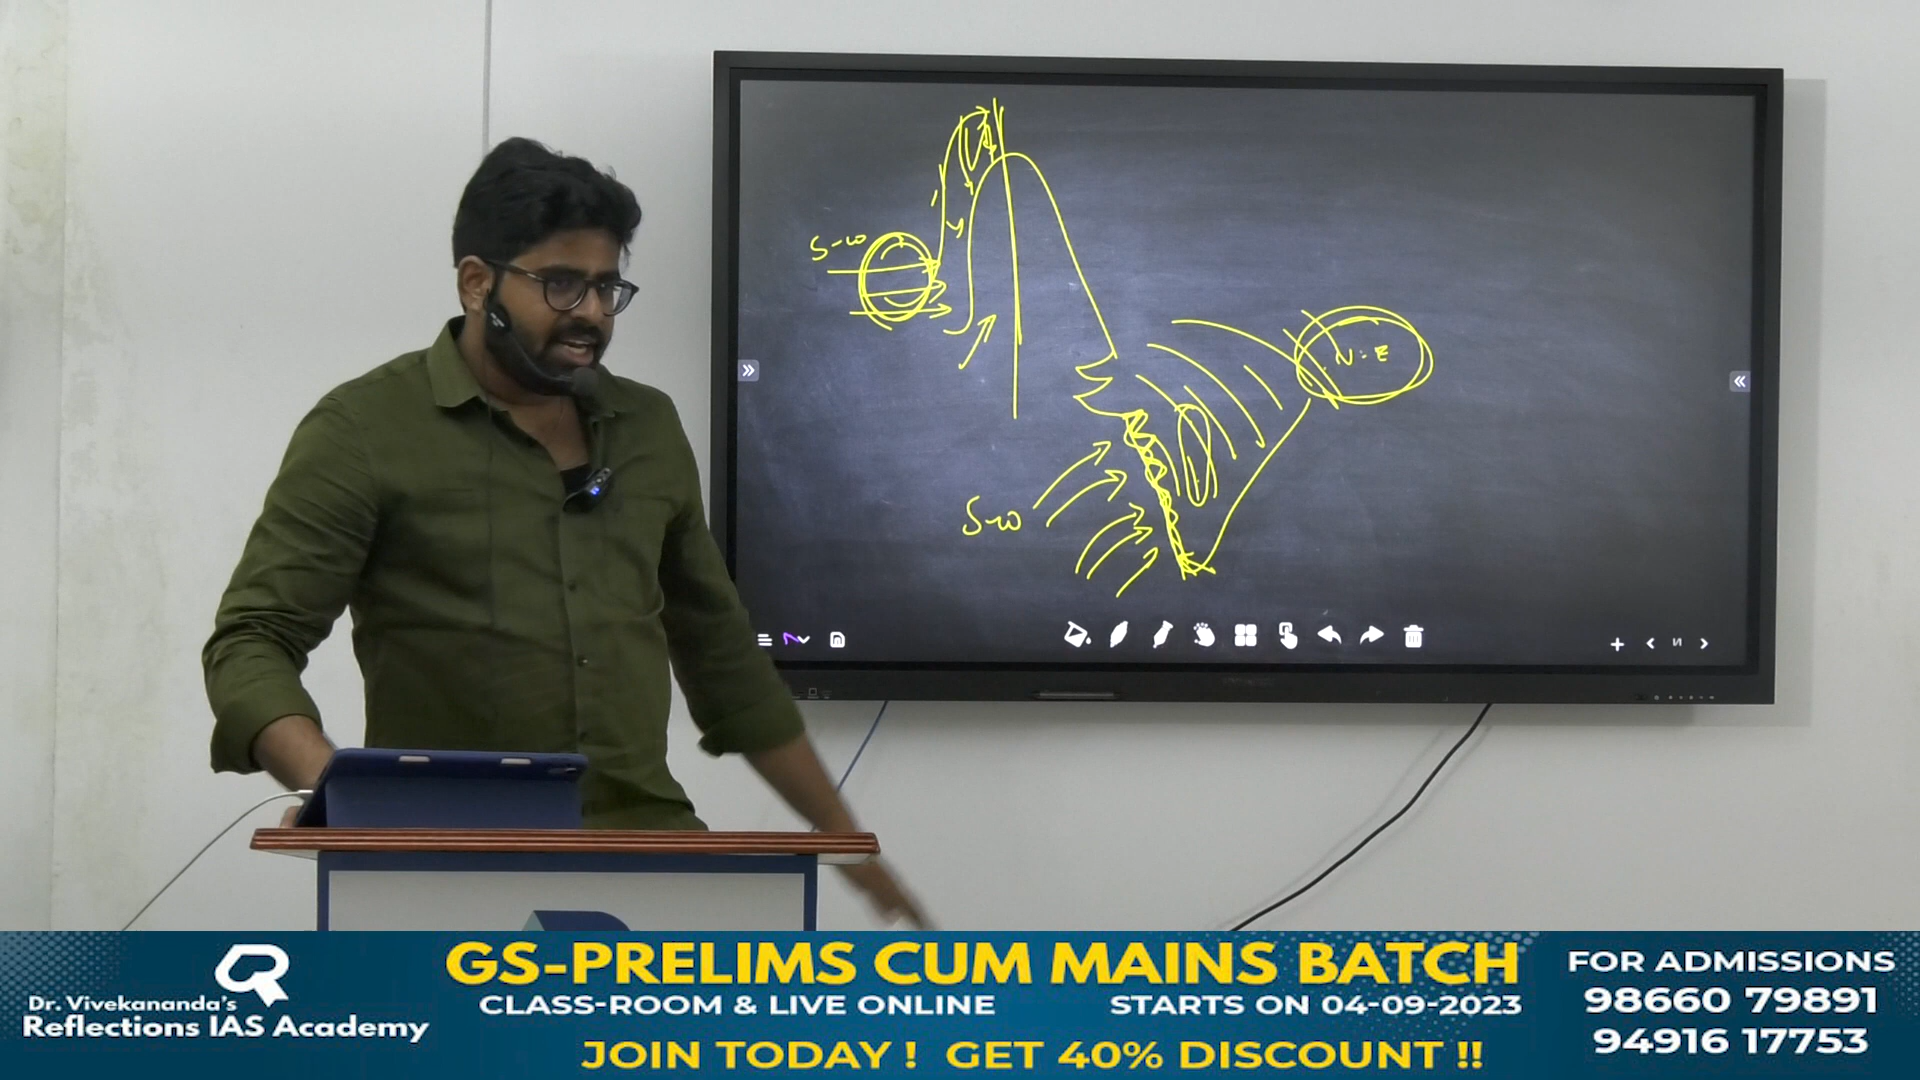 S-W
N-E
S-W
Dr. Vivekananda's
Reflections IAS Academy
GS-PRELIMS CUM MAINS BATCH
CLASS-ROOM & LIVE ONLINE STARTS ON 04-09-2023
JOIN TODAY ! GET 40% DISCOUNT !!
FOR ADMISSIONS
98660 79891
94916 17753